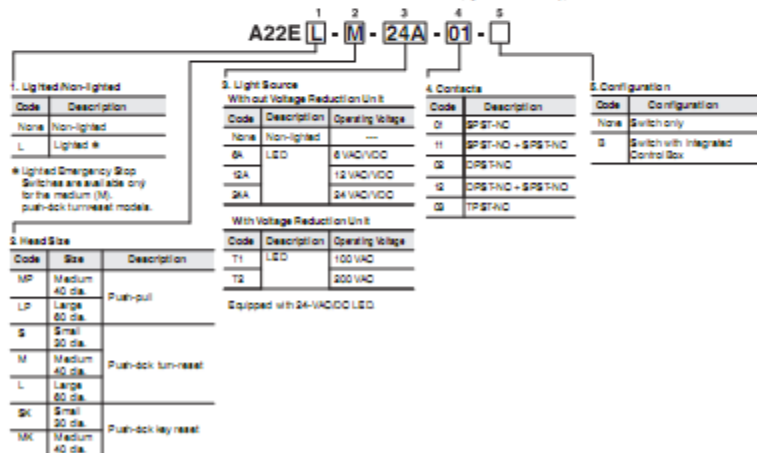 1 2 3 4 5
A22E L - M - 24A - 01 -
1. Lighted/Non-lighted
Code Description
None Non-lighted
L Lighted *
* Lighted Emergency Stop
Switches are available only
for the medium (M),
push-lock turn-reset models.
2. Head Size
Code Size Description
MP Medium 40 dia. Push-pull
LP Large 60 dia.
S Small 30 dia. Push-lock turn-reset
M Medium 40 dia.
L Large 60 dia.
SK Small 30 dia. Push-lock key reset
MK Medium 40 dia.
3. Light Source
Without Voltage Reduction Unit
Code Description Operating Voltage
None Non-lighted —
6A LED 6 VAC/VDC
12A 12 VAC/VDC
24A 24 VAC/VDC
With Voltage Reduction Unit
Code Description Operating Voltage
T1 LED 100 VAC
T2 200 VAC
Equipped with 24-VAC/DC LED
4. Contacts
Code Description
01 SPST-NC
11 SPST-NC + SPST-NO
02 DPST-NC
12 DPST-NC + SPST-NO
03 TPST-NC
5. Configuration
Code Configuration
None Switch only
B Switch with Integrated
Control Box